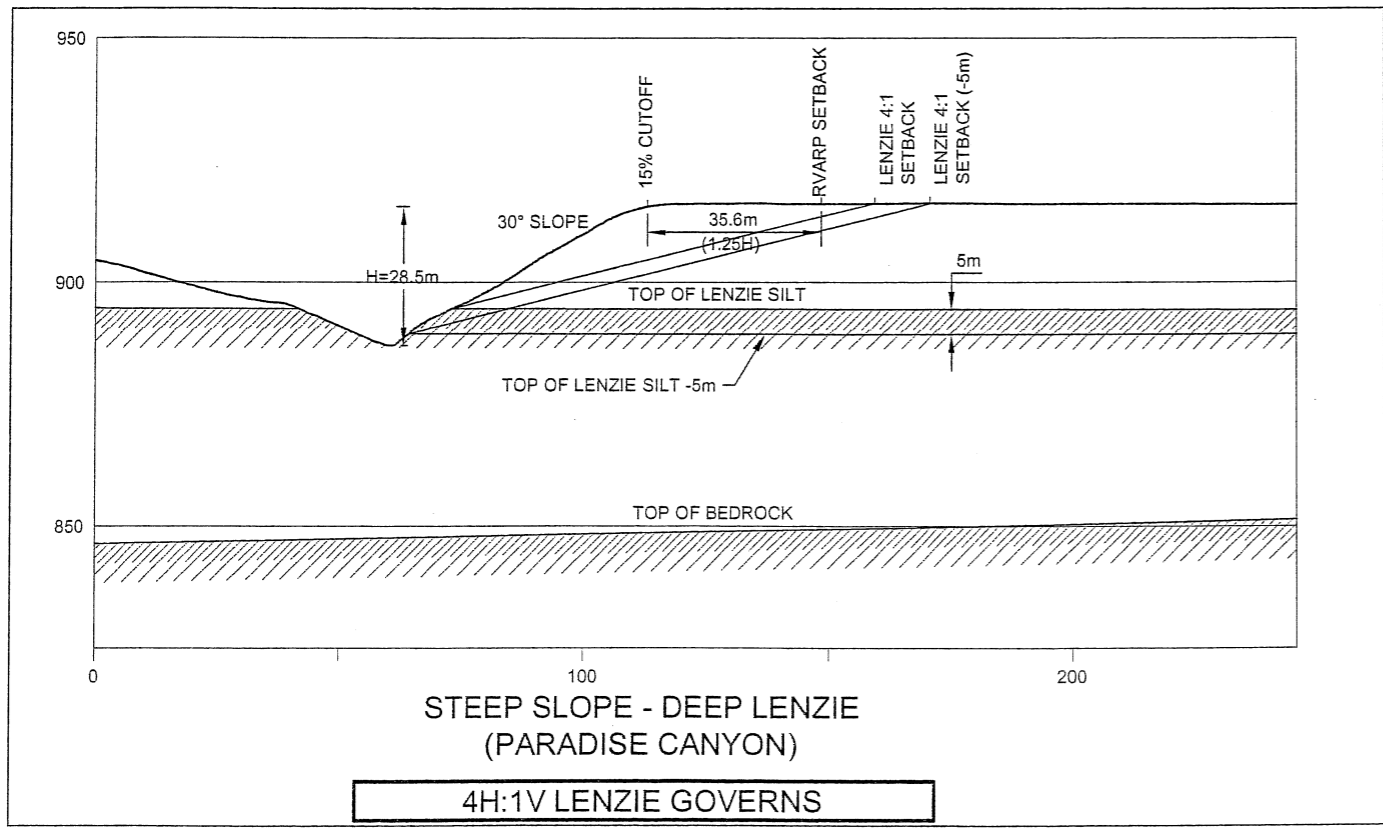 950
15% CUTOFF
RVARP SETBACK
LENZIE 4:1
SETBACK
LENZIE 4:1
SETBACK (-5m)
30° SLOPE
35.6m
(1.25H)
H=28.5m
5m
900
TOP OF LENZIE SILT
TOP OF LENZIE SILT -5m
TOP OF BEDROCK
850
0
100
200
STEEP SLOPE - DEEP LENZIE
(PARADISE CANYON)
4H:1V LENZIE GOVERNS